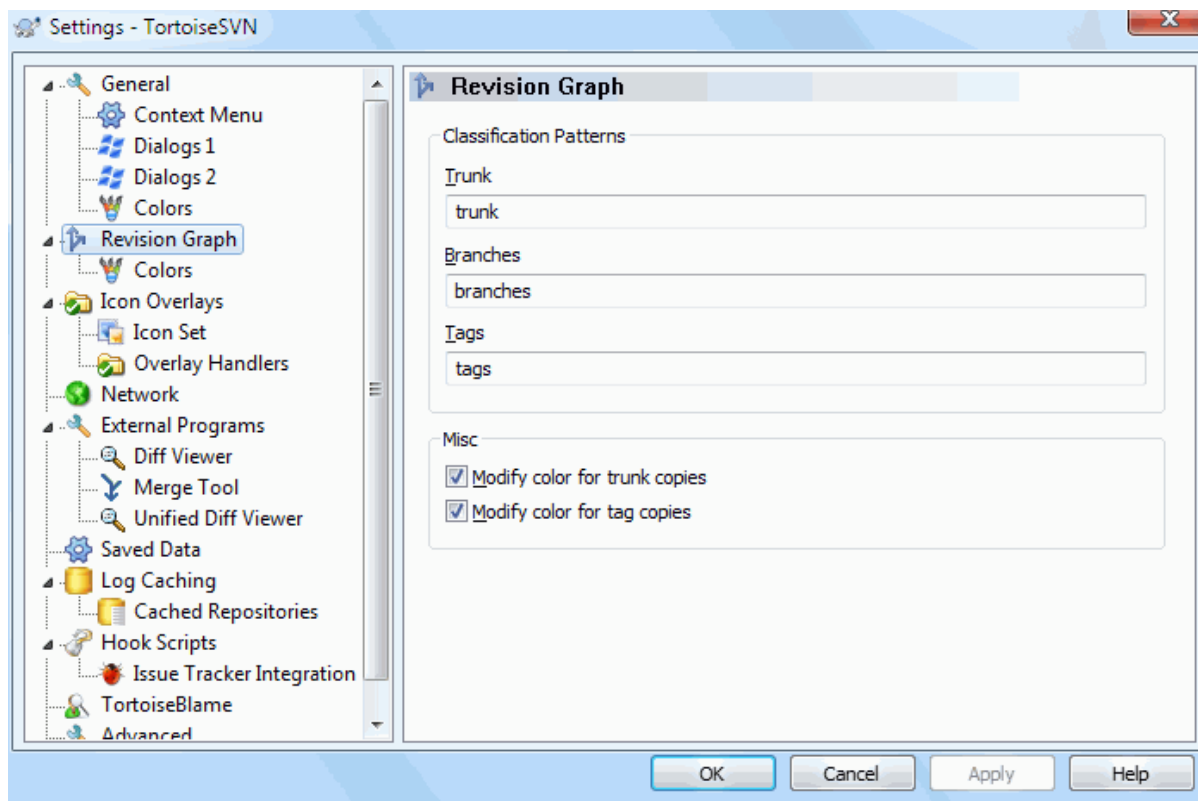 Settings - TortoiseSVN
General
Context Menu
Dialogs 1
Dialogs 2
Colors
Revision Graph
Colors
Icon Overlays
Icon Set
Overlay Handlers
Network
External Programs
Diff Viewer
Merge Tool
Unified Diff Viewer
Saved Data
Log Caching
Cached Repositories
Hook Scripts
Issue Tracker Integration
TortoiseBlame
Advanced
Revision Graph
Classification Patterns
Trunk
trunk
Branches
branches
Tags
tags
Misc
Modify color for trunk copies
Modify color for tag copies
OK
Cancel
Apply
Help